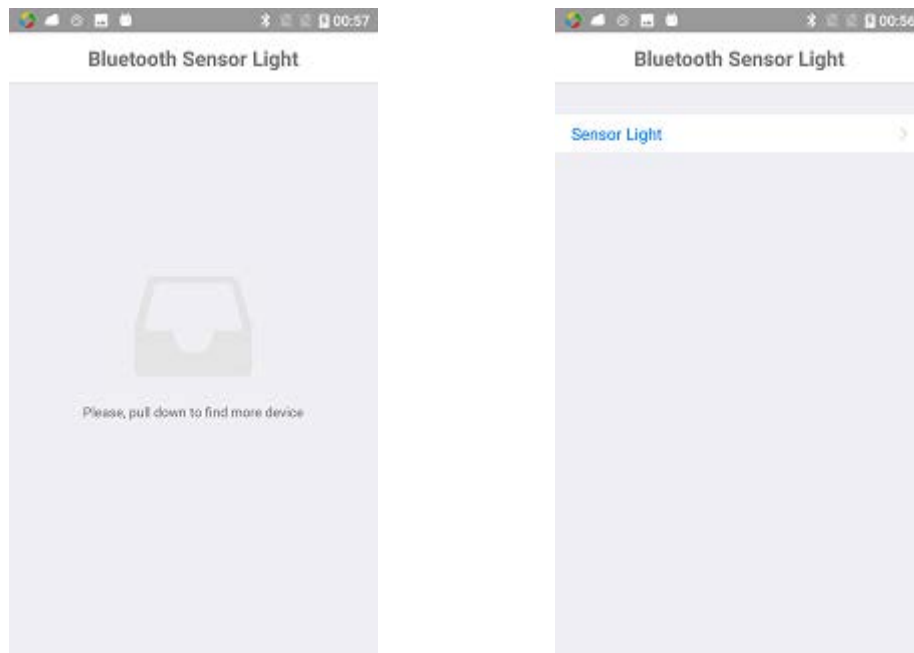 00:57
Bluetooth Sensor Light
Please, pull down to find more device
00:56
Bluetooth Sensor Light
Sensor Light